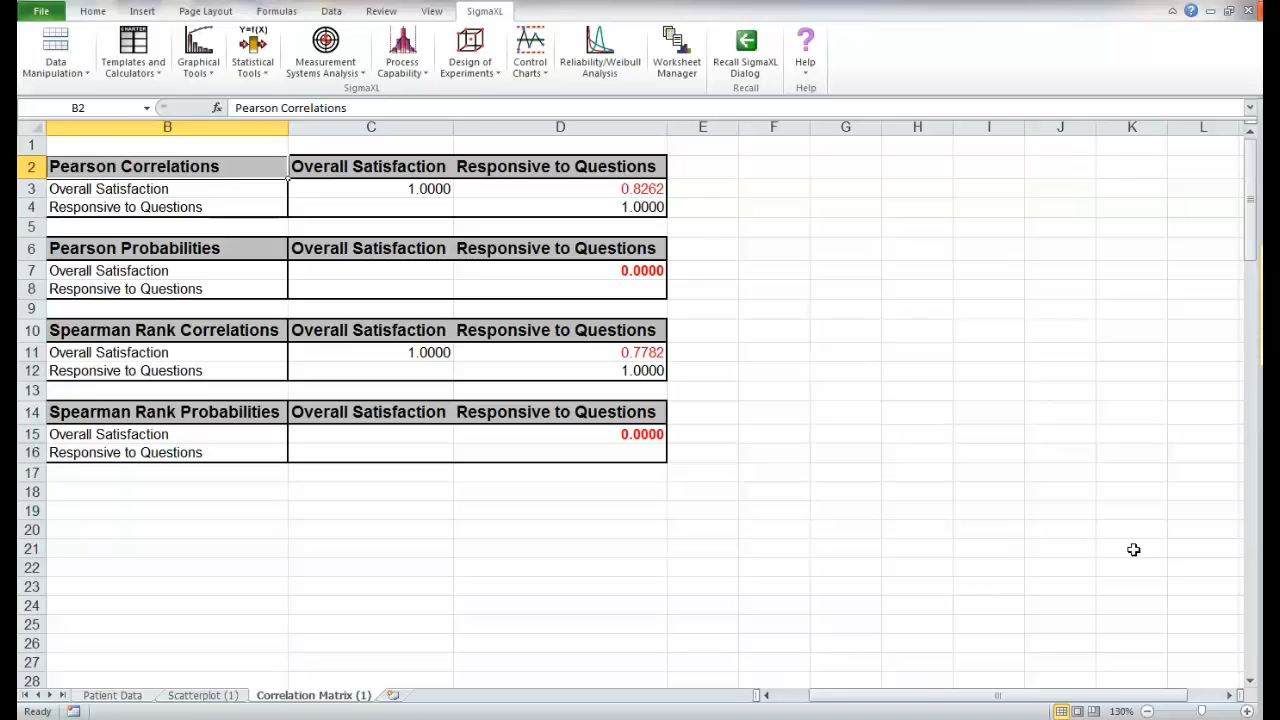 File Home Insert Page Layout Formulas Data Review View SigmaXL
Data Manipulation
Templates and Calculators
Graphical Tools
Statistical Tools
Measurement Systems Analysis
Process Capability
Design of Experiments
Control Charts
Reliability/Weibull Analysis
Worksheet Manager
Recall SigmaXL Dialog
Help
SigmaXL Recall Help
B2 fx Pearson Correlations
B C D E F G H I J K L
1
2 Pearson Correlations Overall Satisfaction Responsive to Questions
3 Overall Satisfaction 1.0000 0.8262
4 Responsive to Questions 1.0000
5
6 Pearson Probabilities Overall Satisfaction Responsive to Questions
7 Overall Satisfaction 0.0000
8 Responsive to Questions
9
10 Spearman Rank Correlations Overall Satisfaction Responsive to Questions
11 Overall Satisfaction 1.0000 0.7782
12 Responsive to Questions 1.0000
13
14 Spearman Rank Probabilities Overall Satisfaction Responsive to Questions
15 Overall Satisfaction 0.0000
16 Responsive to Questions
17
18
19
20
21
22
23
24
25
26
27
28
Patient Data Scatterplot (1) Correlation Matrix (1)
Ready 130%